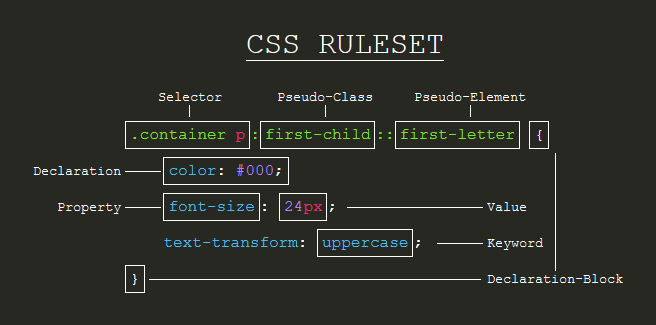 CSS RULESET
Selector Pseudo-Class Pseudo-Element
.container p:first-child::first-letter {
Declaration color: #000;
Property font-size: 24px; Value
text-transform: uppercase; Keyword
} Declaration-Block